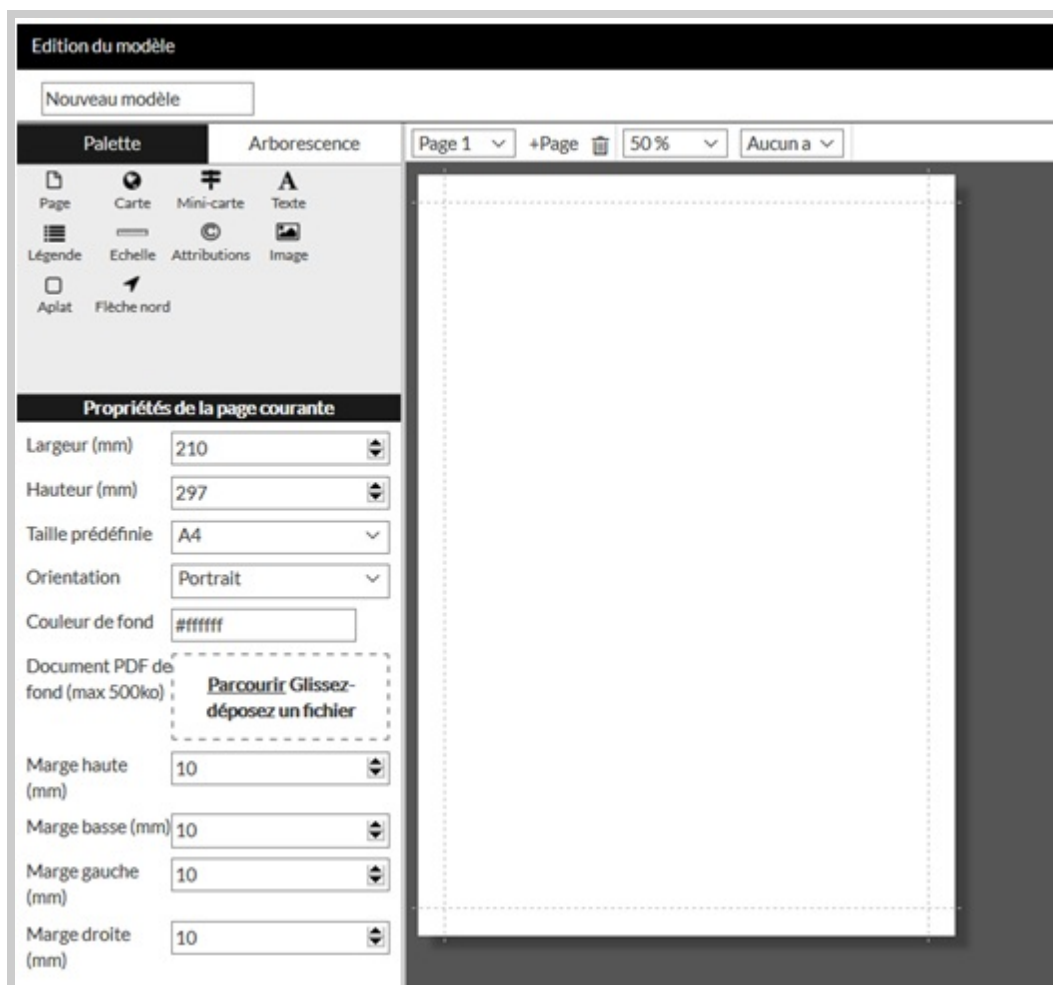 Edition du modèle
Nouveau modèle
Palette Arborescence Page 1 +Page 50 % Aucun a
Page Carte Mini-carte Texte
Légende Echelle Attributions Image
Aplat Flèche nord
Propriétés de la page courante
Largeur (mm) 210
Hauteur (mm) 297
Taille prédéfinie A4
Orientation Portrait
Couleur de fond #ffffff
Document PDF de
fond (max 500ko)
Parcourir Glissez-
déposez un fichier
Marge haute
(mm)
10
Marge basse (mm) 10
Marge gauche
(mm)
10
Marge droite
(mm)
10